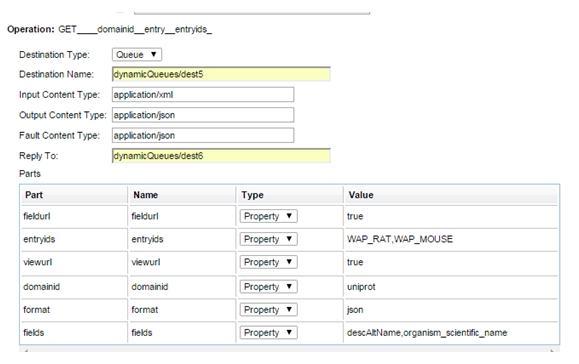 Operation: GET____domainid__entry__entryids_
Destination Type: Queue ▼
Destination Name: dynamicQueues/dest5
Input Content Type: application/xml
Output Content Type: application/json
Fault Content Type: application/json
Reply To: dynamicQueues/dest6
Parts
Part Name Type Value
fieldurl fieldurl Property ▼ true
entryids entryids Property ▼ WAP_RAT,WAP_MOUSE
viewurl viewurl Property ▼ true
domainid domainid Property ▼ uniprot
format format Property ▼ json
fields fields Property ▼ descAltName,organism_scientific_name